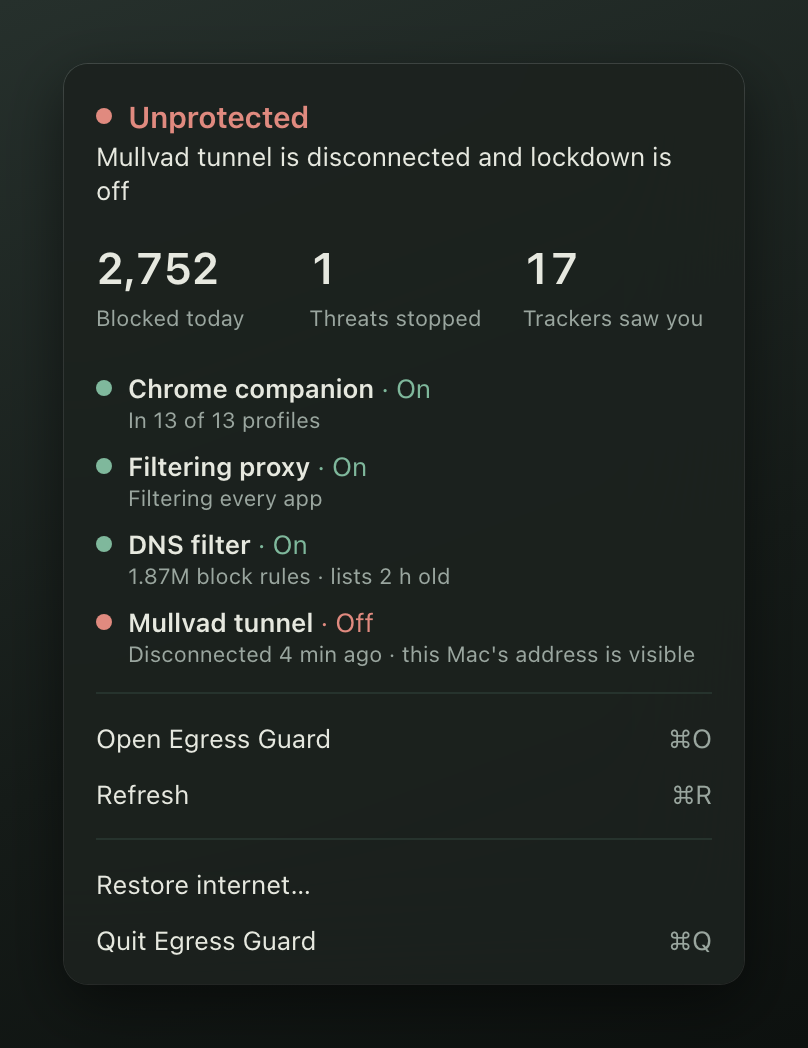 Unprotected
Mullvad tunnel is disconnected and lockdown is
off
2,752 1 17
Blocked today Threats stopped Trackers saw you
Chrome companion · On
In 13 of 13 profiles
Filtering proxy · On
Filtering every app
DNS filter · On
1.87M block rules · lists 2 h old
Mullvad tunnel · Off
Disconnected 4 min ago · this Mac's address is visible
Open Egress Guard ⌘O
Refresh ⌘R
Restore internet...
Quit Egress Guard ⌘Q